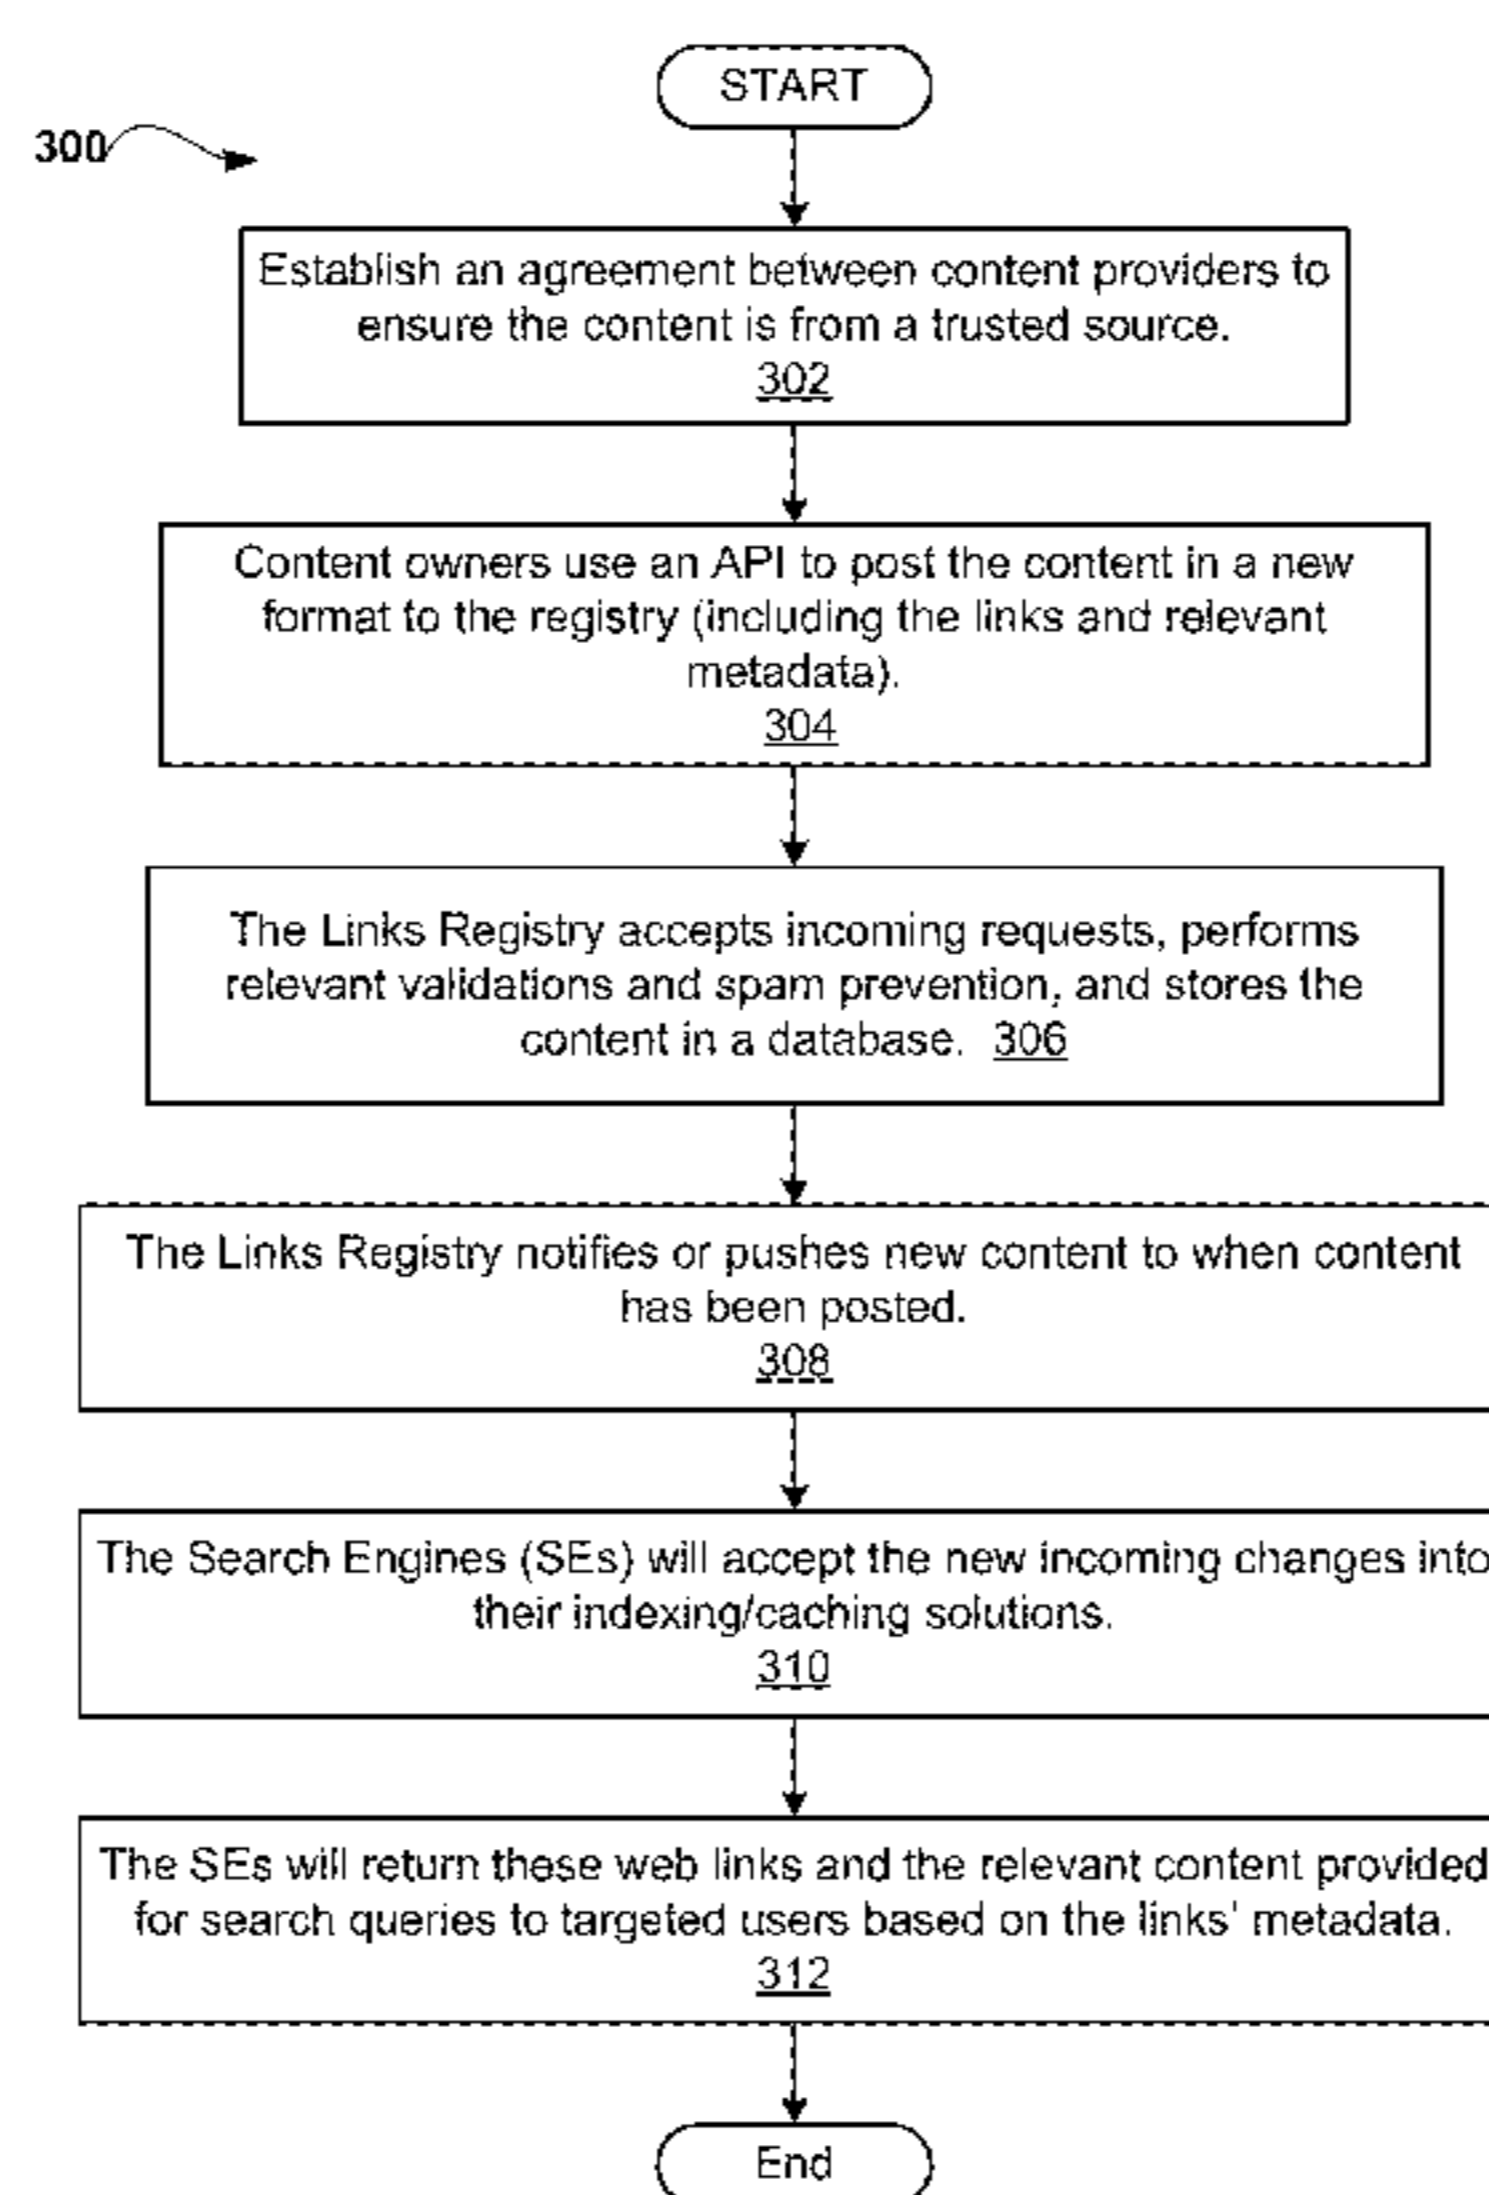 START
300
Establish an agreement between content providers to
ensure the content is from a trusted source.
302
Content owners use an API to post the content in a new
format to the registry (including the links and relevant
metadata).
304
The Links Registry accepts incoming requests, performs
relevant validations and spam prevention, and stores the
content in a database. 306
The Links Registry notifies or pushes new content to when content
has been posted.
308
The Search Engines (SEs) will accept the new incoming changes into
their indexing/caching solutions.
310
The SEs will return these web links and the relevant content provided
for search queries to targeted users based on the links' metadata.
312
End